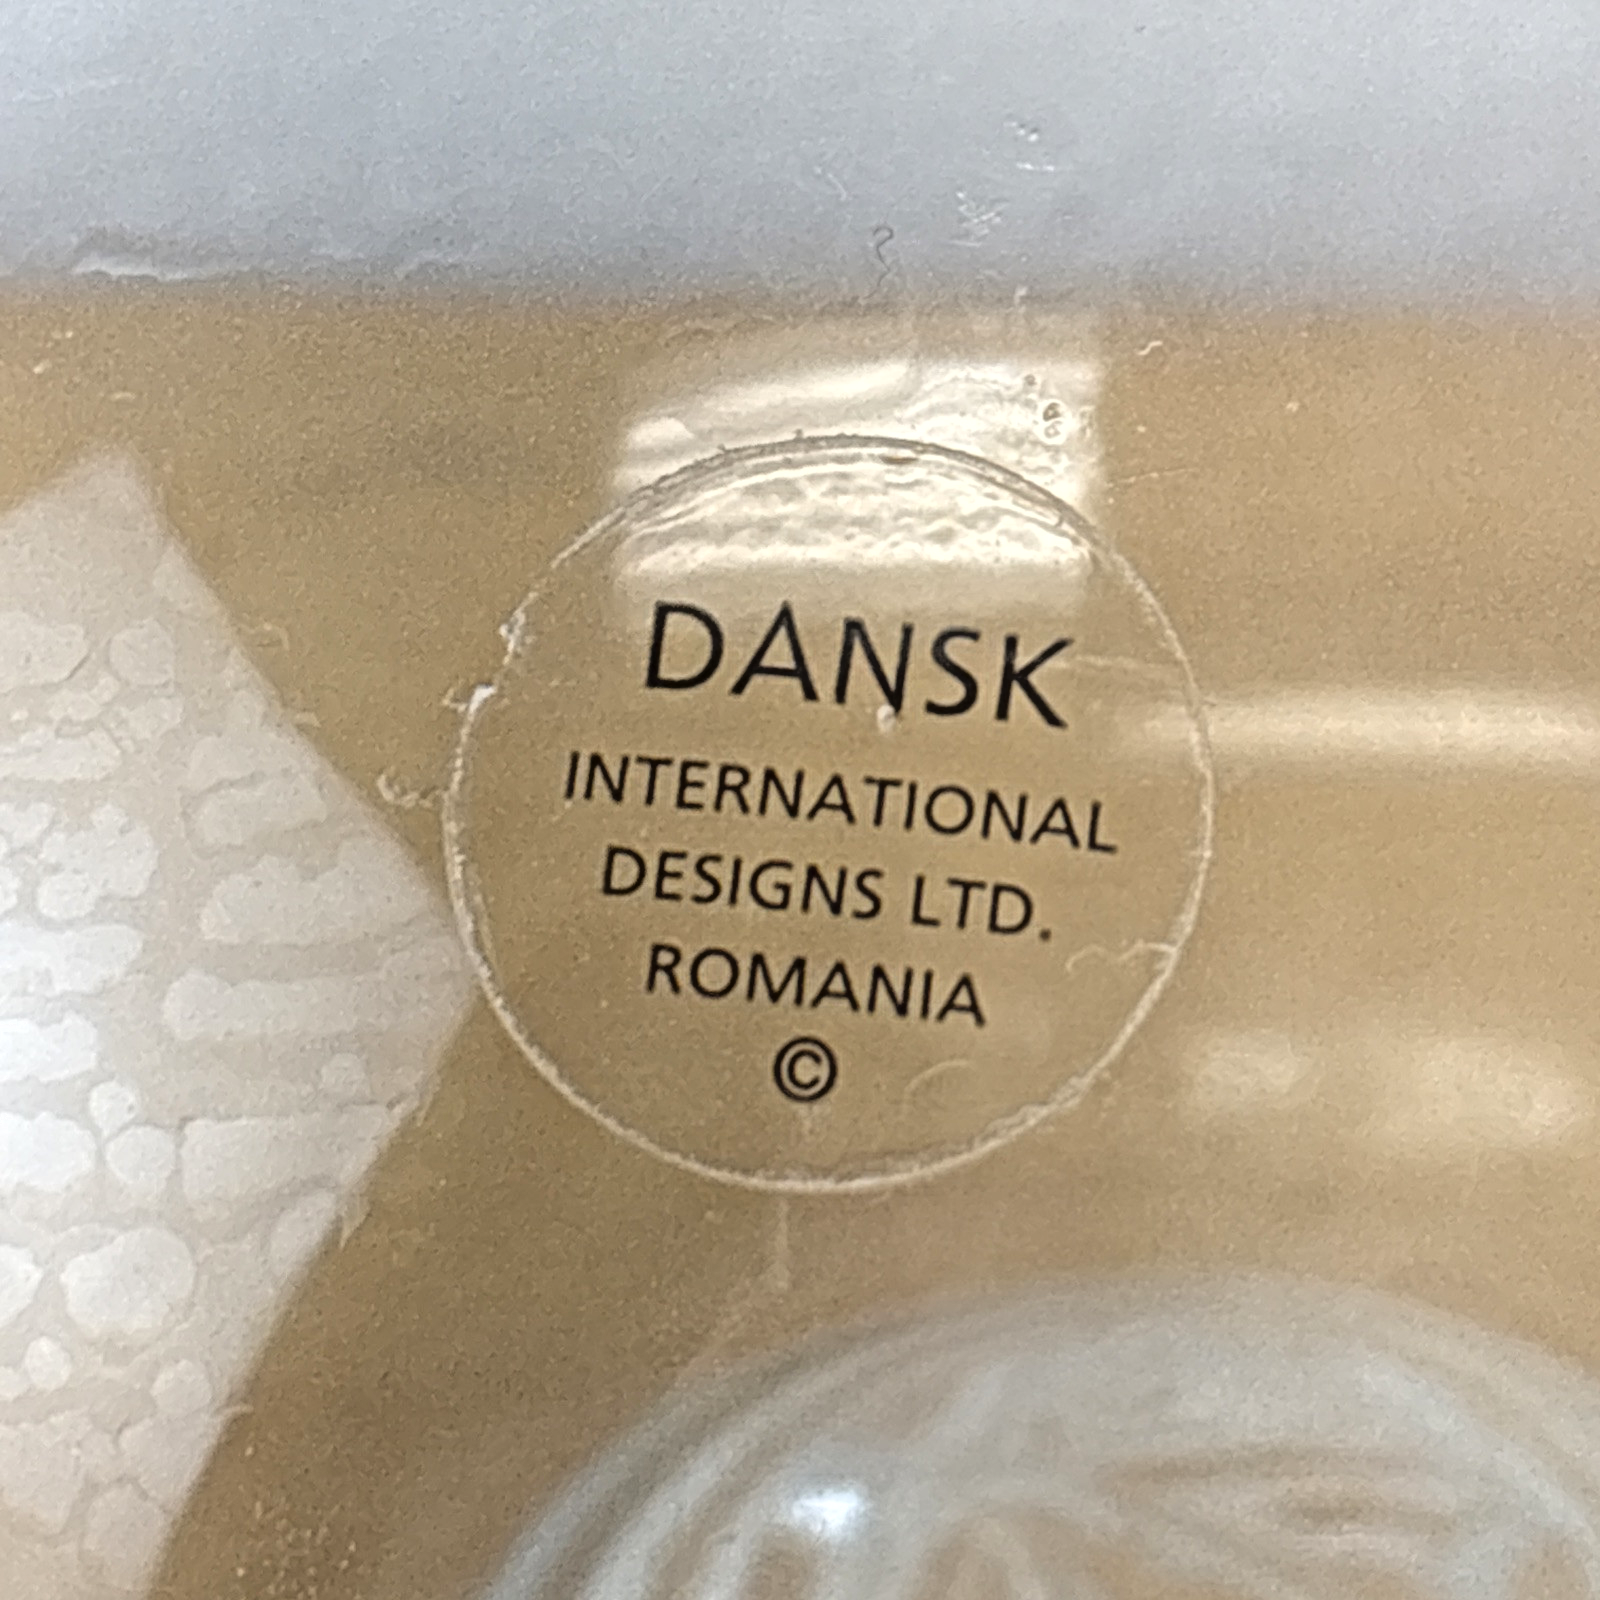 DANSK
INTERNATIONAL
DESIGNS LTD.
ROMANIA
©